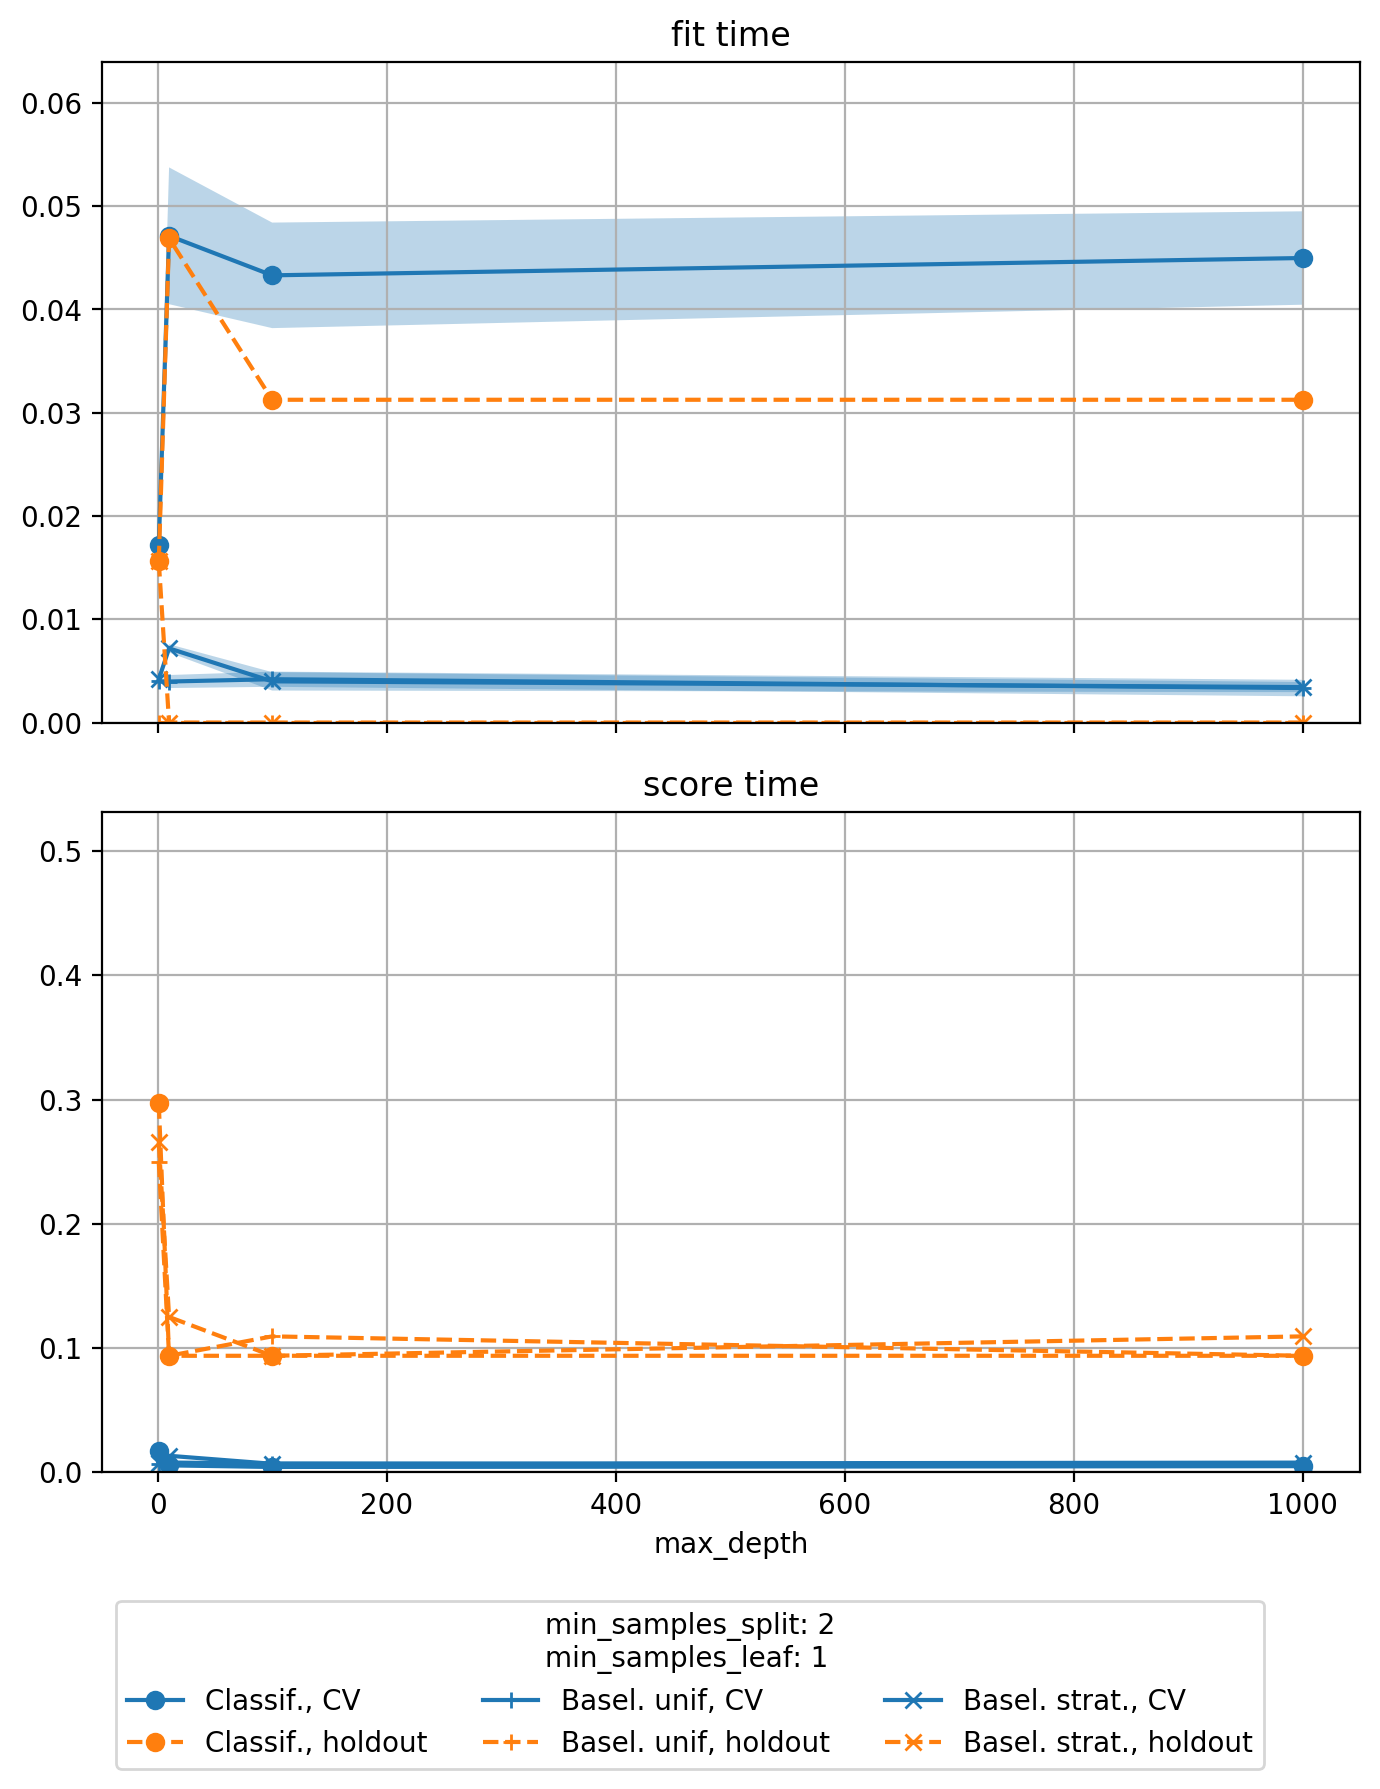 fit time
0.06
0.05
0.04
0.03
0.02
0.01
0.00
score time
0.5
0.4
0.3
0.2
0.1
0.0
0 200 400 600 800 1000
max_depth
min_samples_split: 2
min_samples_leaf: 1
Classif., CV Basel. unif, CV Basel. strat., CV
Classif., holdout Basel. unif, holdout Basel. strat., holdout